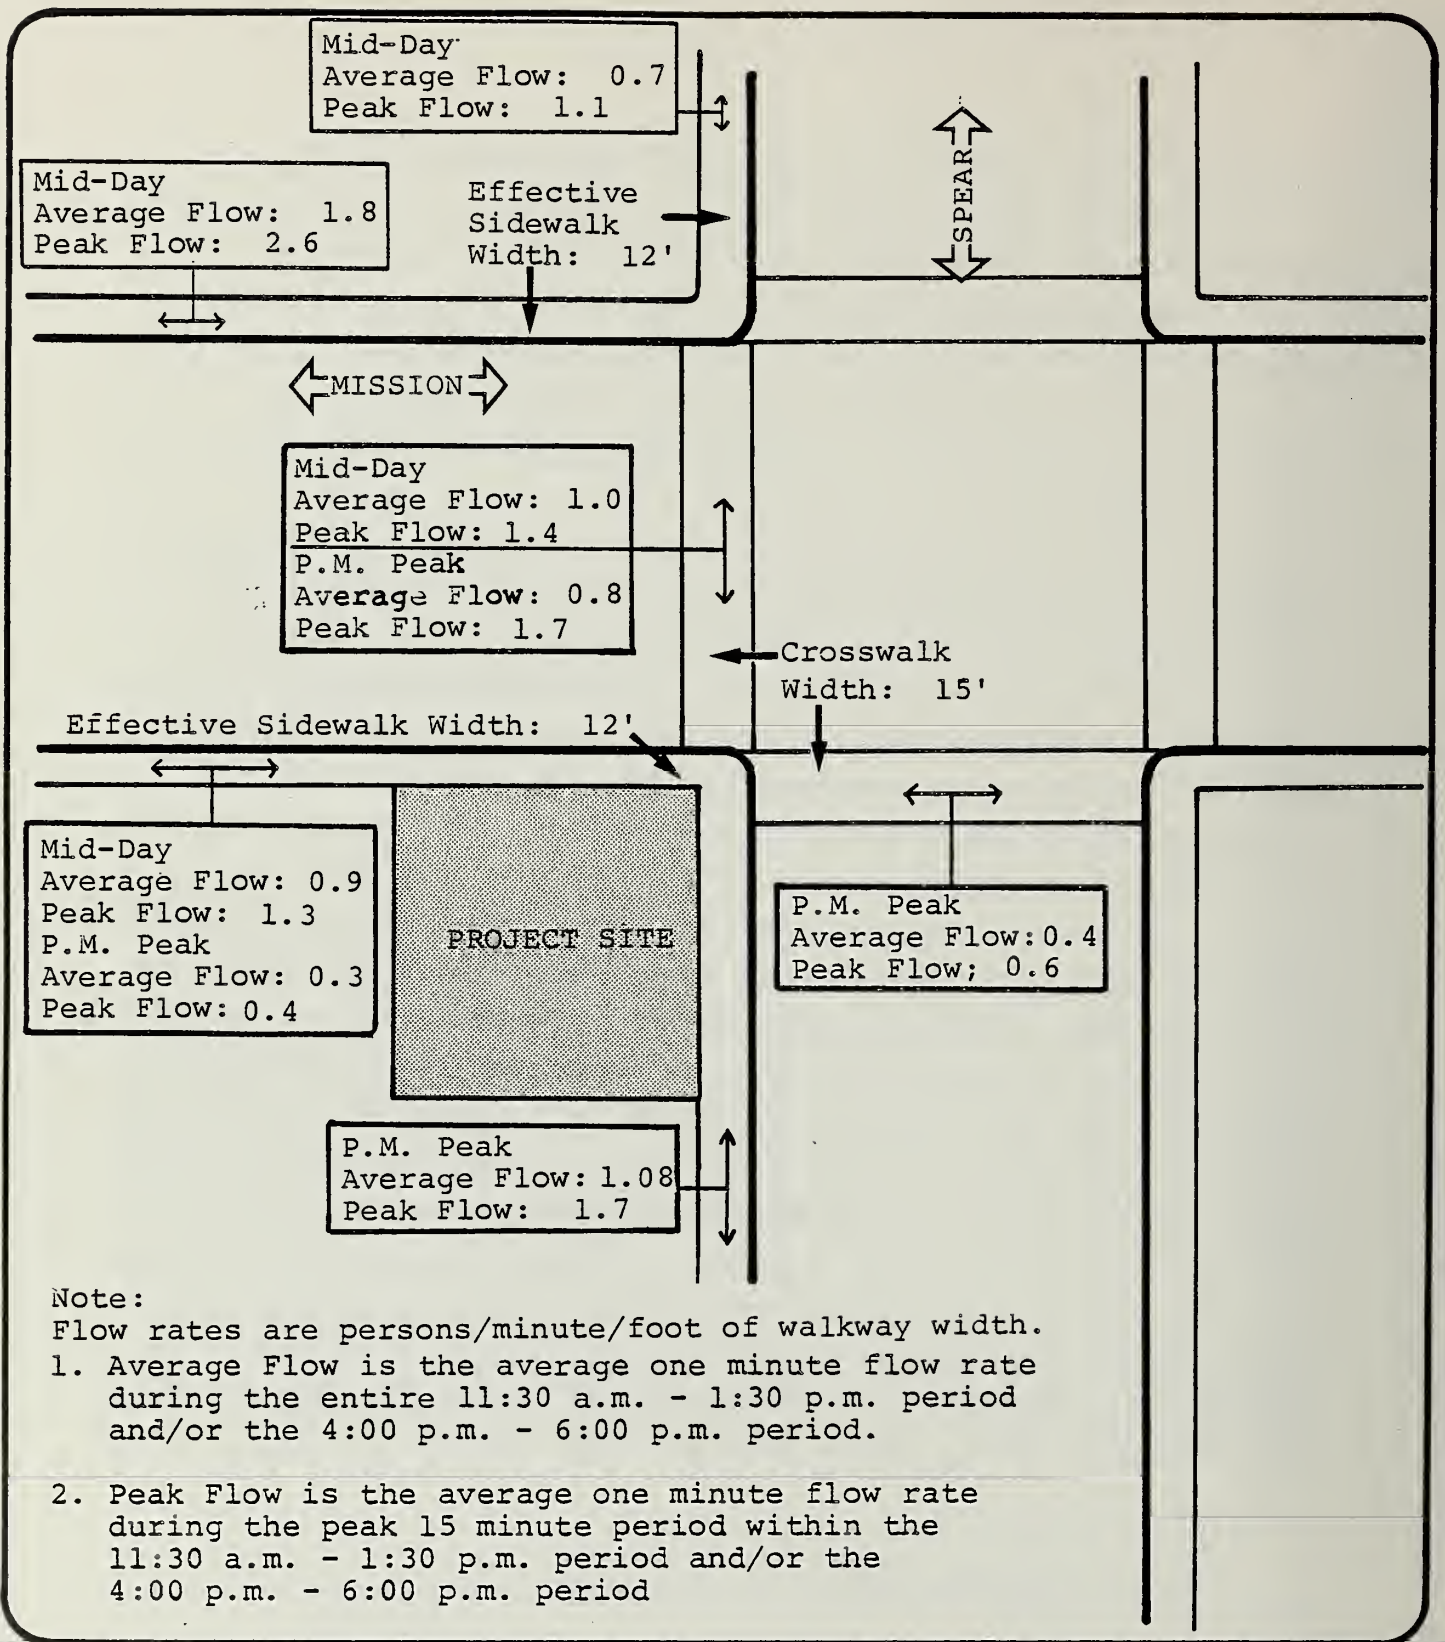 Mid-Day
Average Flow: 0.7
Peak Flow: 1.1
Mid-Day
Average Flow: 1.8
Peak Flow: 2.6
Effective
Sidewalk
Width: 12'
SPEAR
MISSION
Mid-Day
Average Flow: 1.0
Peak Flow: 1.4
P.M. Peak
Average Flow: 0.8
Peak Flow: 1.7
Crosswalk
Width: 15'
Effective Sidewalk Width: 12'
Mid-Day
Average Flow: 0.9
Peak Flow: 1.3
P.M. Peak
Average Flow: 0.3
Peak Flow: 0.4
PROJECT SITE
P.M. Peak
Average Flow: 0.4
Peak Flow; 0.6
P.M. Peak
Average Flow: 1.08
Peak Flow: 1.7
Note:
Flow rates are persons/minute/foot of walkway width.
1. Average Flow is the average one minute flow rate
during the entire 11:30 a.m. - 1:30 p.m. period
and/or the 4:00 p.m. - 6:00 p.m. period.
2. Peak Flow is the average one minute flow rate
during the peak 15 minute period within the
11:30 a.m. - 1:30 p.m. period and/or the
4:00 p.m. - 6:00 p.m. period